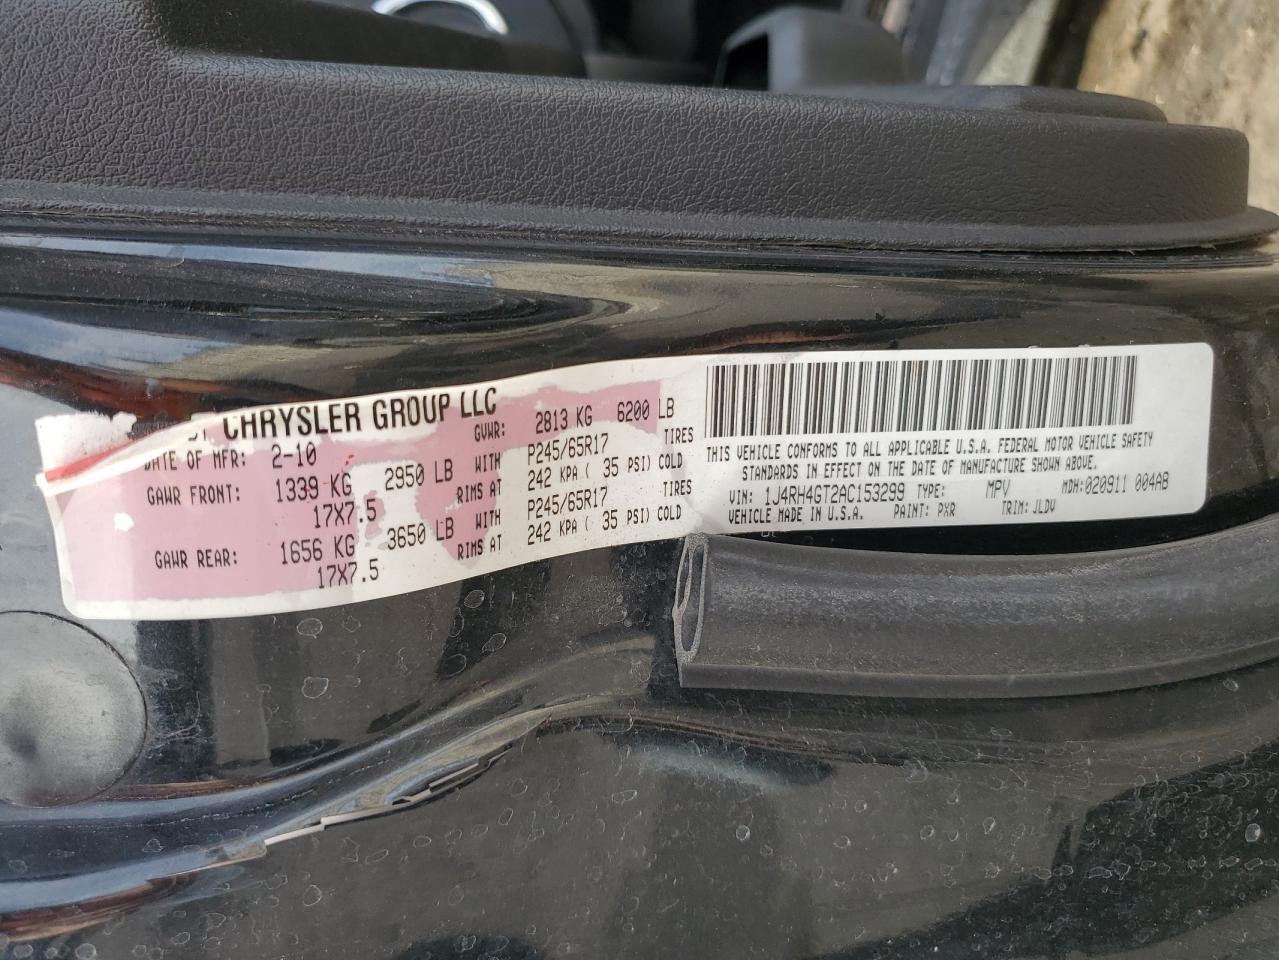 CHRYSLER GROUP LLC
DATE OF MFR: 2-10 GVWR: 2813 KG 6200 LB
GAWR FRONT: 1339 KG 2950 LB WITH P245/65R17 TIRES
17X7.5 RIMS AT 242 KPA ( 35 PSI) COLD
GAWR REAR: 1656 KG 3650 LB WITH P245/65R17 TIRES
17X7.5 RIMS AT 242 KPA ( 35 PSI) COLD
THIS VEHICLE CONFORMS TO ALL APPLICABLE U.S.A. FEDERAL MOTOR VEHICLE SAFETY
STANDARDS IN EFFECT ON THE DATE OF MANUFACTURE SHOWN ABOVE.
VIN: 1J4RH4GT2AC153299 TYPE: MPV MDH: 020911 004AB
VEHICLE MADE IN U.S.A. PAINT: PXR TRIM: JLDV